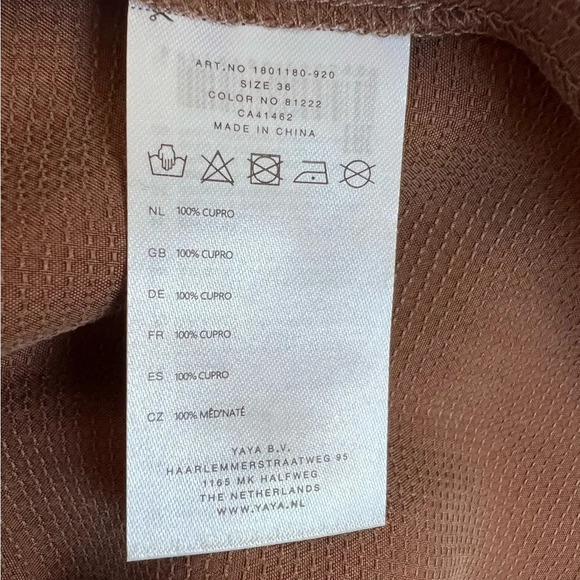 ART.NO 1801180-920
SIZE 36
COLOR NO 81222
CA41462
MADE IN CHINA
NL 100% CUPRO
GB 100% CUPRO
DE 100% CUPRO
FR 100% CUPRO
ES 100% CUPRO
CZ 100% MĚD'NATÉ
YAYA B.V.
HAARLEMMERSTRAATWEG 95
1165 MK HALFWEG
THE NETHERLANDS
WWW.YAYA.NL